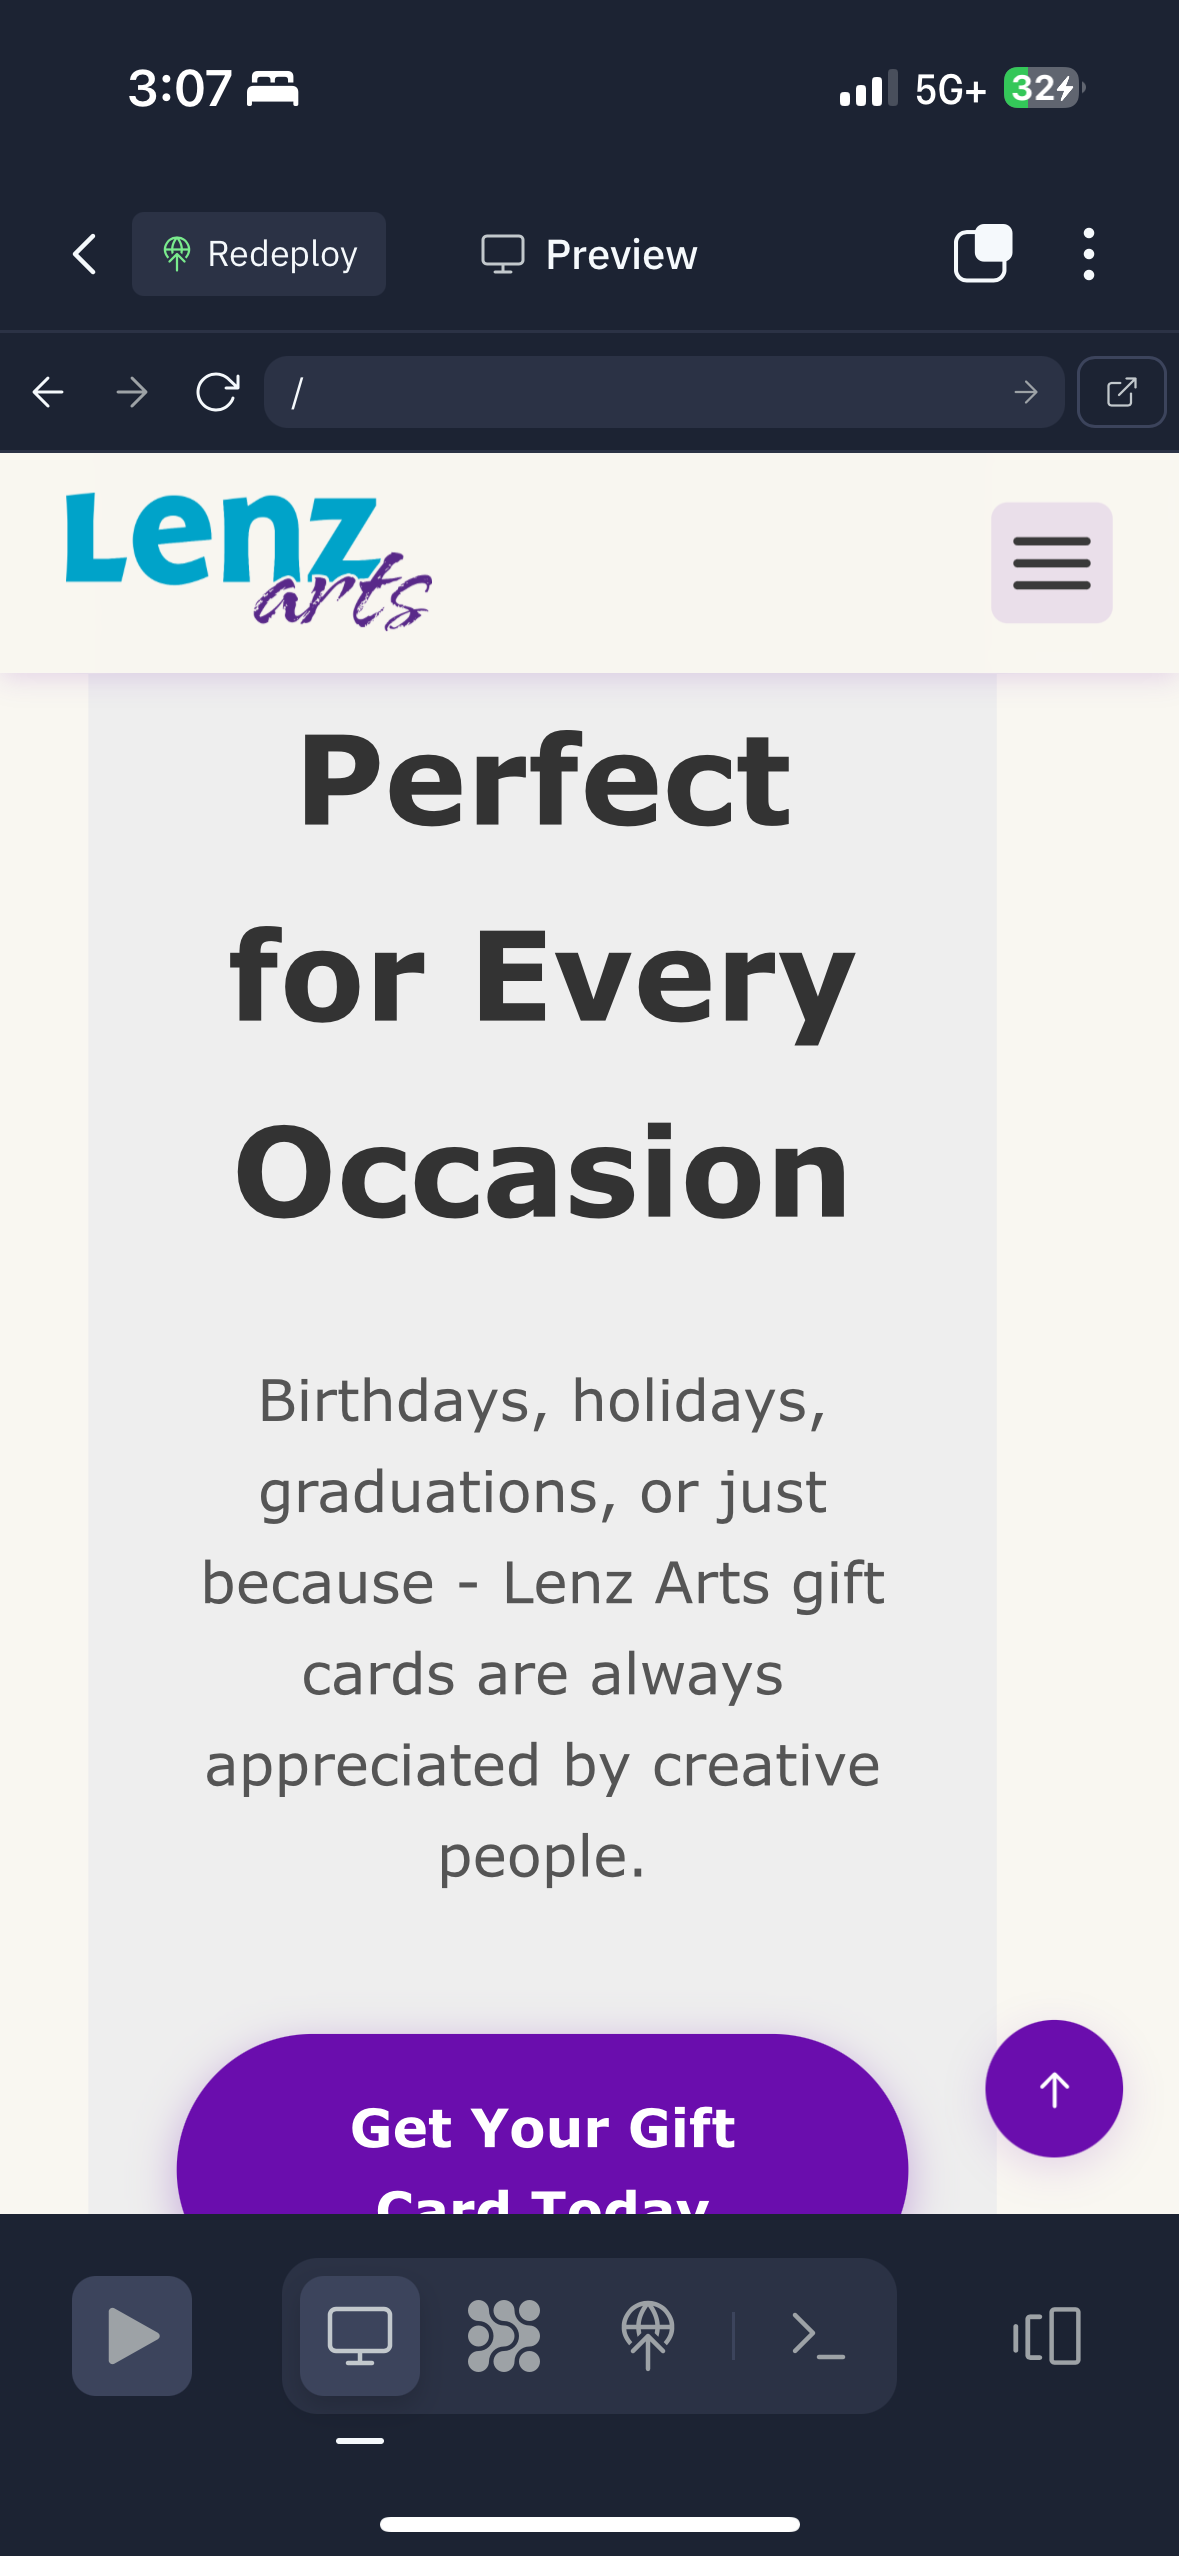 3:07
5G+
32
Redeploy
Preview
/
Lenz
arts
Perfect
for Every
Occasion
Birthdays, holidays,
graduations, or just
because - Lenz Arts gift
cards are always
appreciated by creative
people.
Get Your Gift
Card Today